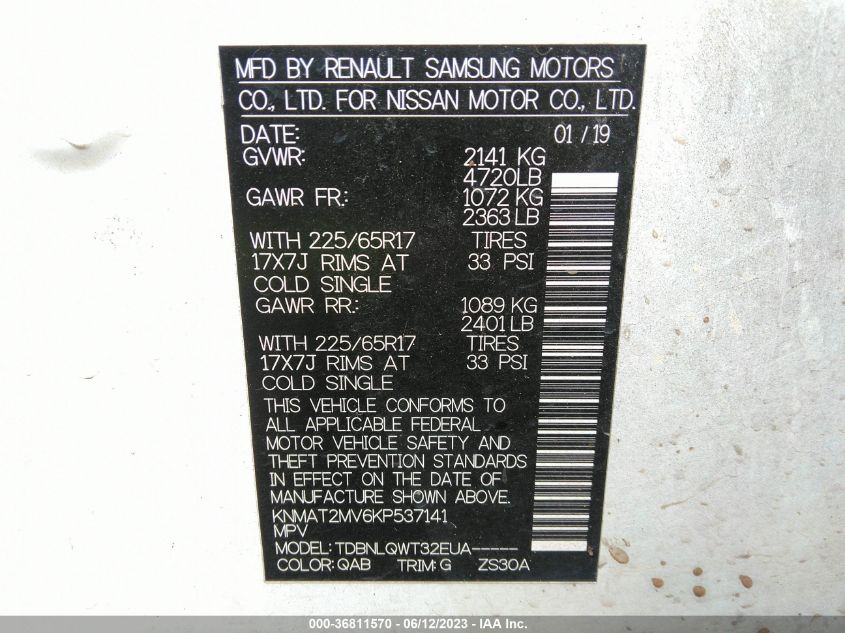 MFD BY RENAULT SAMSUNG MOTORS
CO., LTD. FOR NISSAN MOTOR CO., LTD.
DATE: 01 / 19
GVWR: 2141 KG
4720LB
GAWR FR.: 1072 KG
2363 LB
WITH 225/65R17 TIRES
17X7J RIMS AT 33 PSI
COLD SINGLE
GAWR RR.: 1089 KG
2401 LB
WITH 225/65R17 TIRES
17X7J RIMS AT 33 PSI
COLD SINGLE
THIS VEHICLE CONFORMS TO
ALL APPLICABLE FEDERAL
MOTOR VEHICLE SAFETY AND
THEFT PREVENTION STANDARDS
IN EFFECT ON THE DATE OF
MANUFACTURE SHOWN ABOVE.
KNMAT2MV6KP537141
MPV
MODEL: TDBNLQWT32EUA-----
COLOR: QAB TRIM: G ZS30A
000-36811570 - 06/12/2023 - IAA Inc.